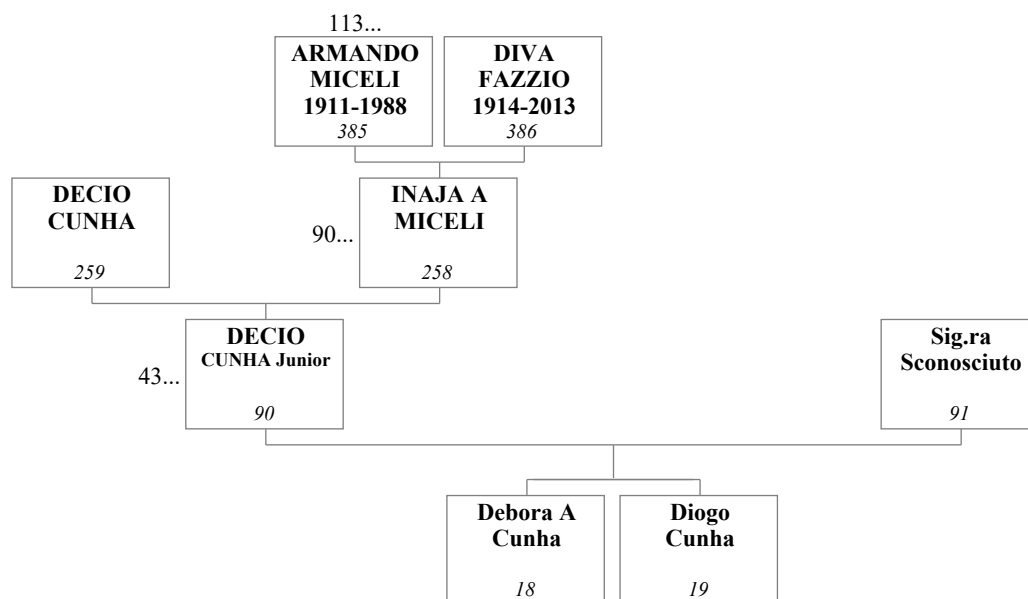 113...
ARMANDO
MICELI
1911-1988
385
DIVA
FAZZIO
1914-2013
386
DECIO
CUNHA
259
90...
INAJA A
MICELI
258
43...
DECIO
CUNHA Junior
90
Sig.ra
Sconosciuto
91
Debora A
Cunha
18
Diogo
Cunha
19